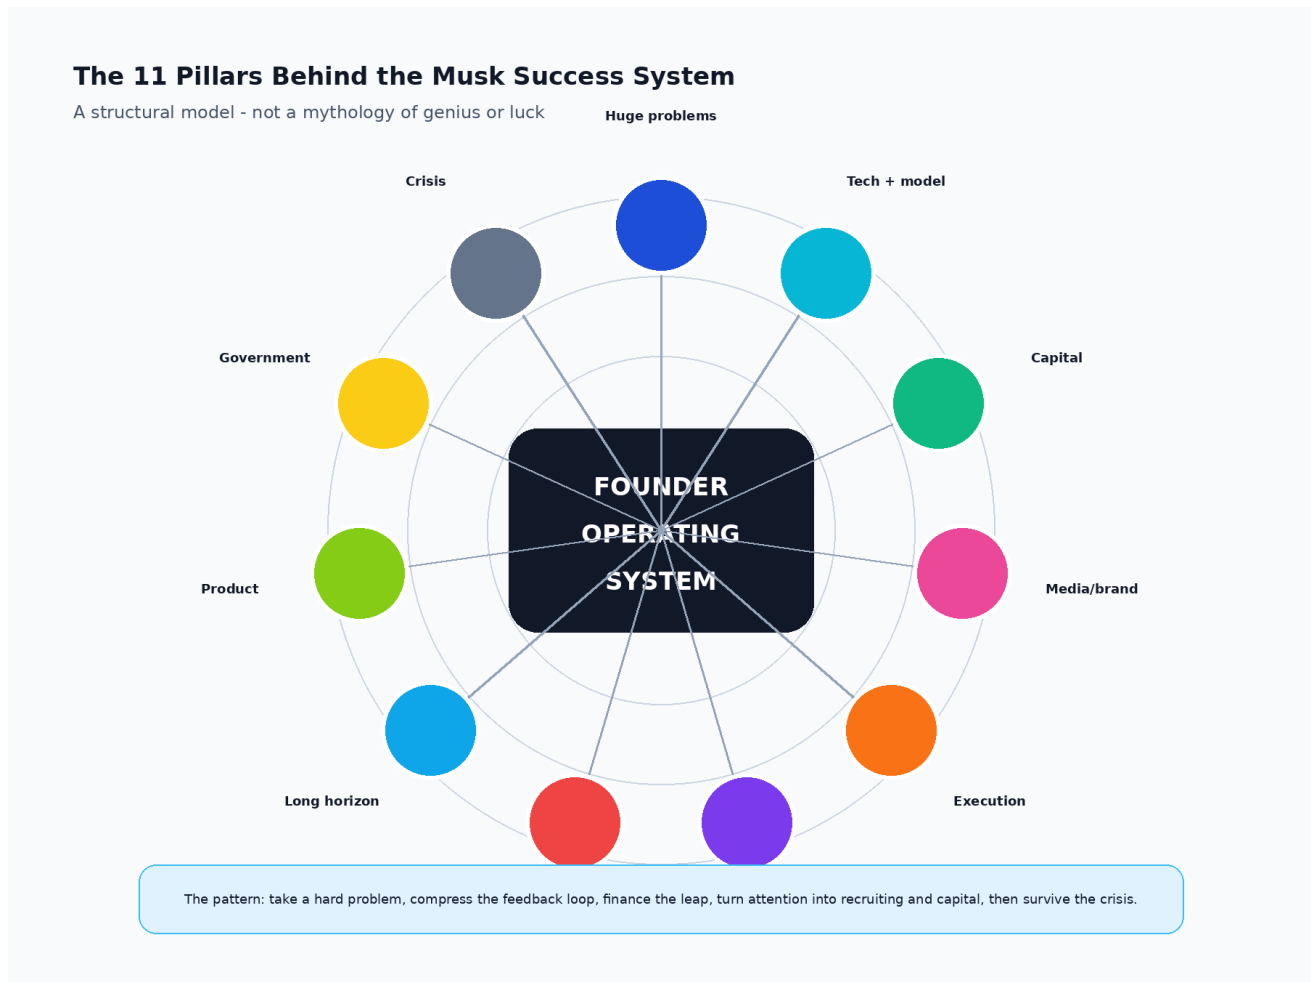 The 11 Pillars Behind the Musk Success System
A structural model - not a mythology of genius or luck
Huge problems
Crisis
Tech + model
Government
Capital
FOUNDER
OPERATING
SYSTEM
Product
Media/brand
Long horizon
Execution
The pattern: take a hard problem, compress the feedback loop, finance the leap, turn attention into recruiting and capital, then survive the crisis.